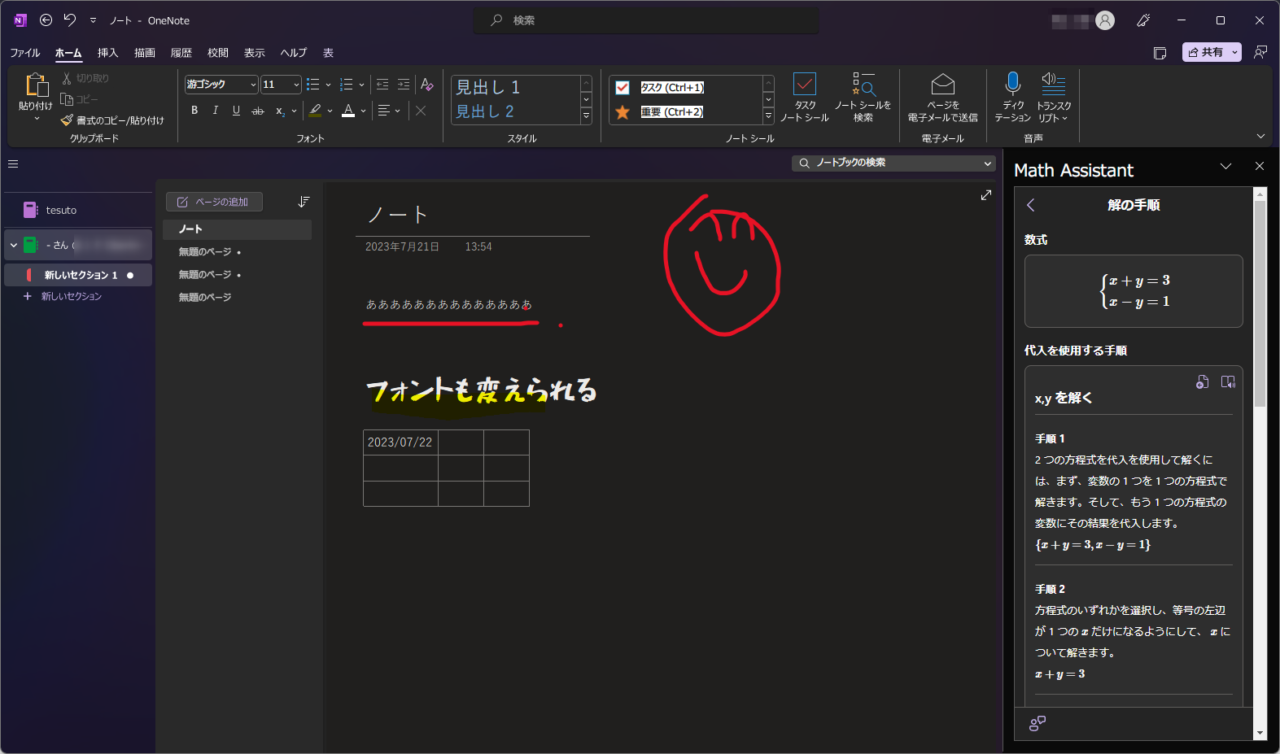 ノート - OneNote
検索
ファイル ホーム 挿入 描画 履歴 校閲 表示 ヘルプ 表
共有
貼り付け
切り取り
コピー
書式のコピー/貼り付け
クリップボード
游ゴシック 11
B I U ab x₂ A A
フォント
見出し 1
見出し 2
スタイル
タスク (Ctrl+1)
重要 (Ctrl+2)
タスク
ノート シール
ノート シールを
検索
ノート シール
ページを
電子メールで送信
電子メール
ディク
テーション
トランスク
リプト
音声
ノートブックの検索
tesuto
- さん (
新しいセクション 1
+ 新しいセクション
ページの追加
ノート
無題のページ
無題のページ
無題のページ
ノート
2023年7月21日 13:54
ああああああああああああああ
フォントも変えられる
2023/07/22
Math Assistant
解の手順
数式
{x + y = 3
x − y = 1
代入を使用する手順
x,y を解く
手順 1
2 つの方程式を代入を使用して解くに
は、まず、変数の 1 つを 1 つの方程式で
解きます。そして、もう 1 つの方程式の
変数にその結果を代入します。
{x + y = 3, x − y = 1}
手順 2
方程式のいずれかを選択し、等号の左辺
が 1 つの x だけになるようにして、 x に
ついて解きます。
x + y = 3